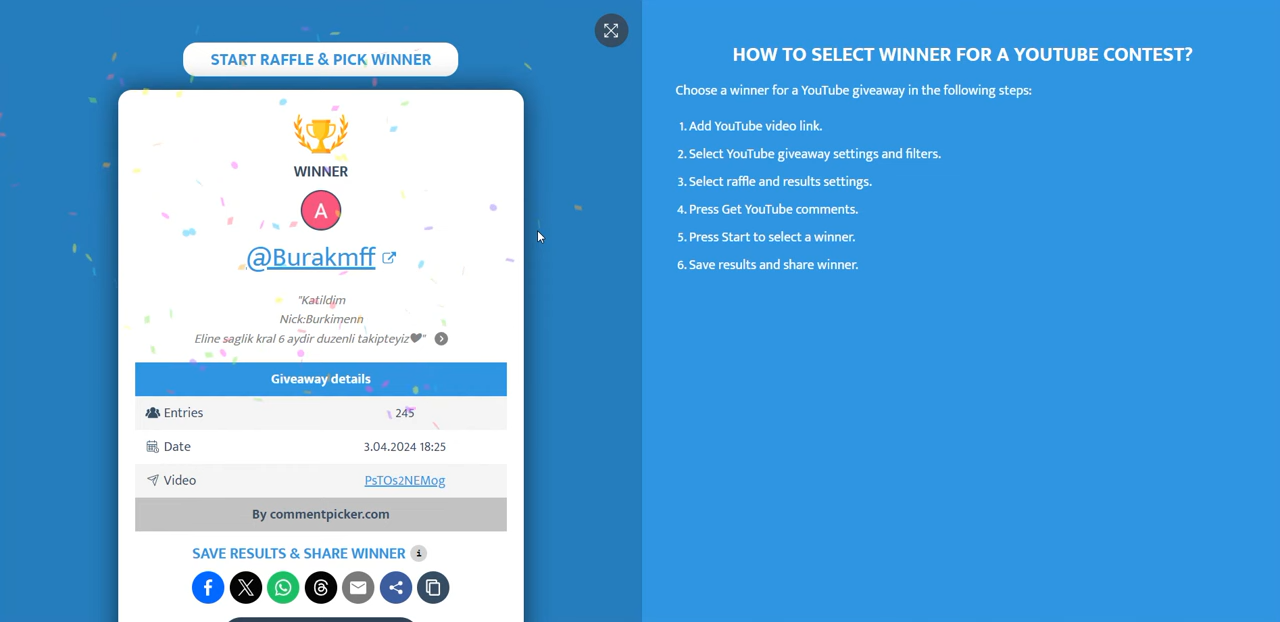 START RAFFLE & PICK WINNER
WINNER
A
@Burakmff
"Katildim
Nick:Burkimenn
Eline saglik kral 6 aydir duzenli takipteyiz🖤"
Giveaway details
Entries 245
Date 3.04.2024 18:25
Video PsTOs2NEMog
By commentpicker.com
SAVE RESULTS & SHARE WINNER i
HOW TO SELECT WINNER FOR A YOUTUBE CONTEST?
Choose a winner for a YouTube giveaway in the following steps:
1. Add YouTube video link.
2. Select YouTube giveaway settings and filters.
3. Select raffle and results settings.
4. Press Get YouTube comments.
5. Press Start to select a winner.
6. Save results and share winner.